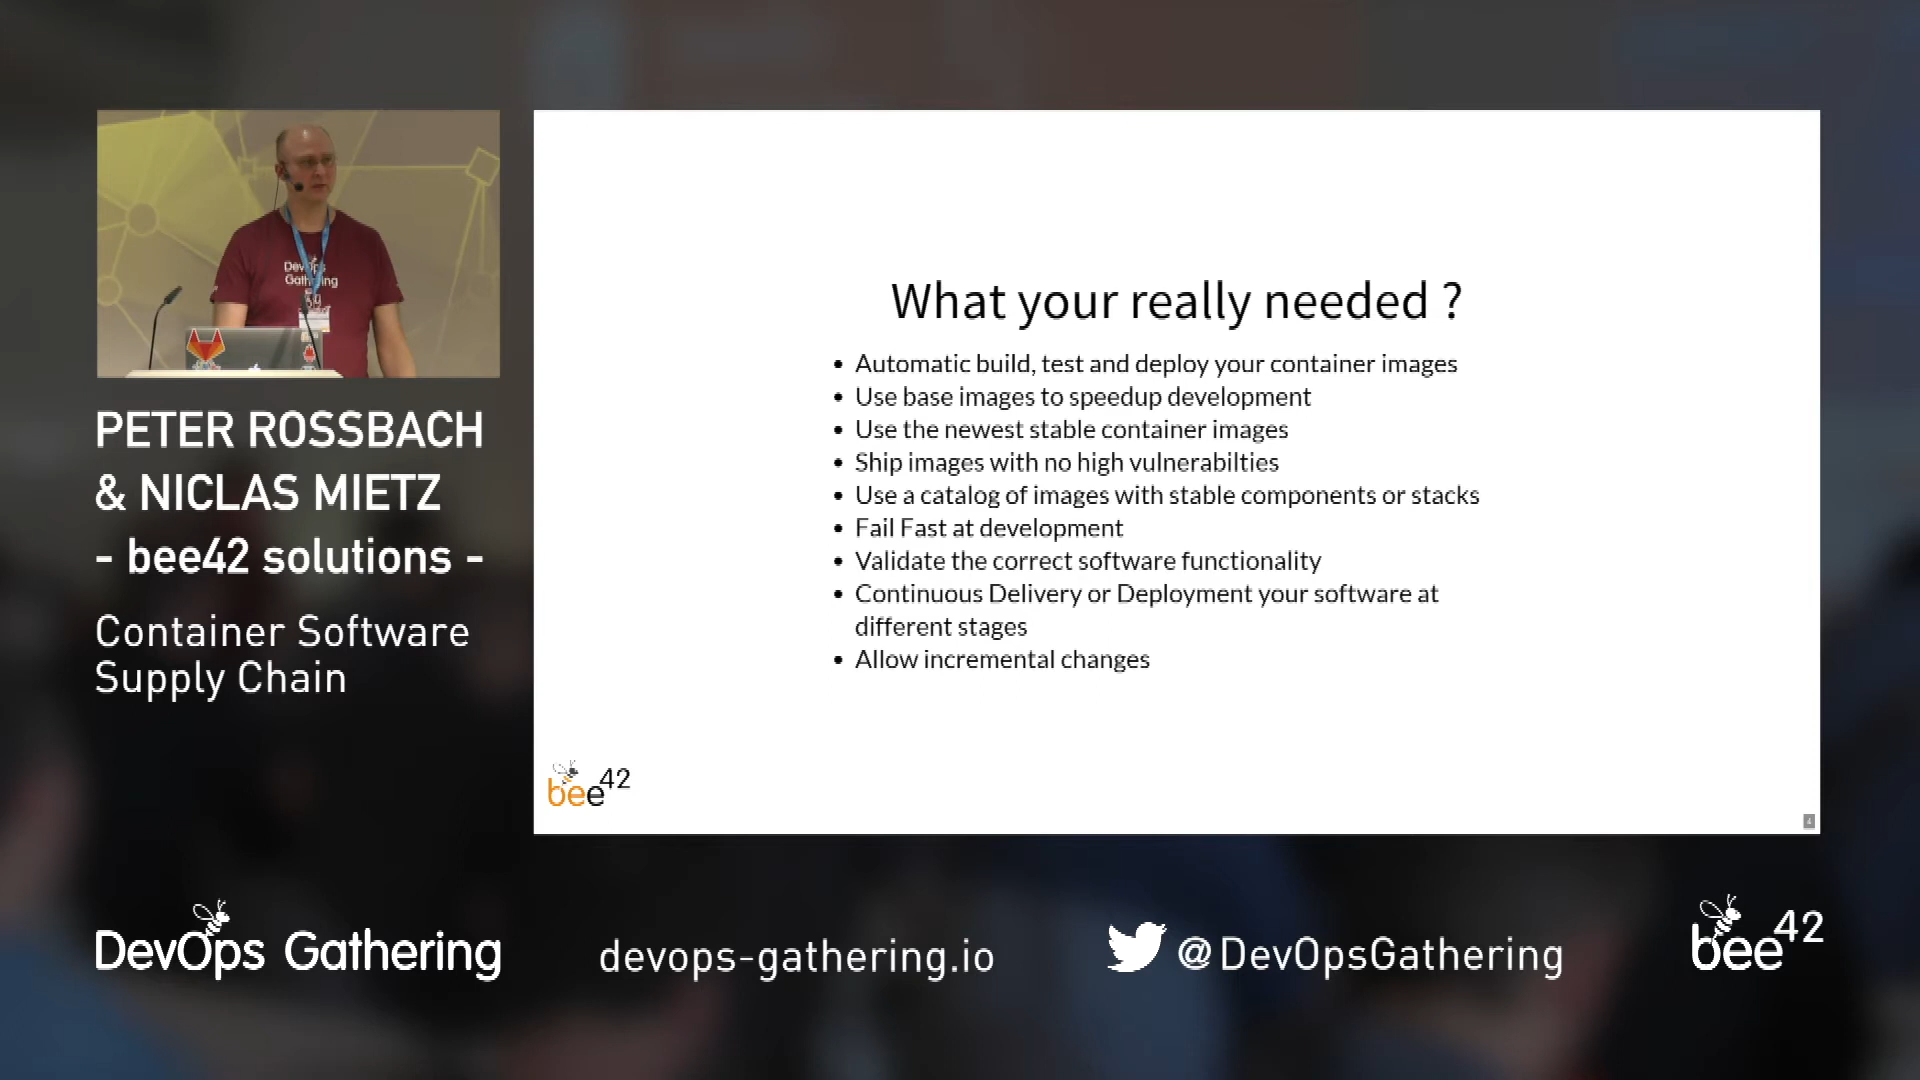 DevOps
Gathering
PETER ROSSBACH
& NICLAS MIETZ
- bee42 solutions -
Container Software
Supply Chain
What your really needed ?
• Automatic build, test and deploy your container images
• Use base images to speedup development
• Use the newest stable container images
• Ship images with no high vulnerabilties
• Use a catalog of images with stable components or stacks
• Fail Fast at development
• Validate the correct software functionality
• Continuous Delivery or Deployment your software at
different stages
• Allow incremental changes
bee42
4
DevOps Gathering
devops-gathering.io
@DevOpsGathering
bee42